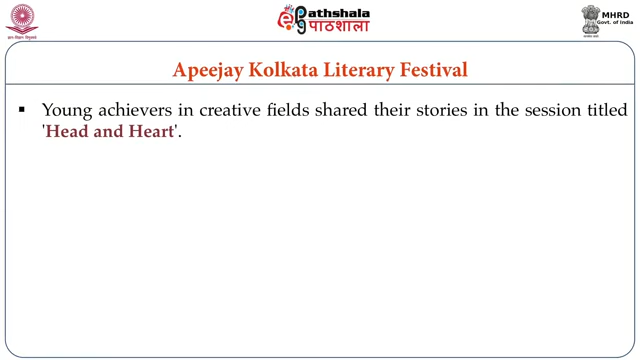 Pathshala
पाठशाला
MHRD
Govt. of India
Apeejay Kolkata Literary Festival
▪ Young achievers in creative fields shared their stories in the session titled
'Head and Heart'.